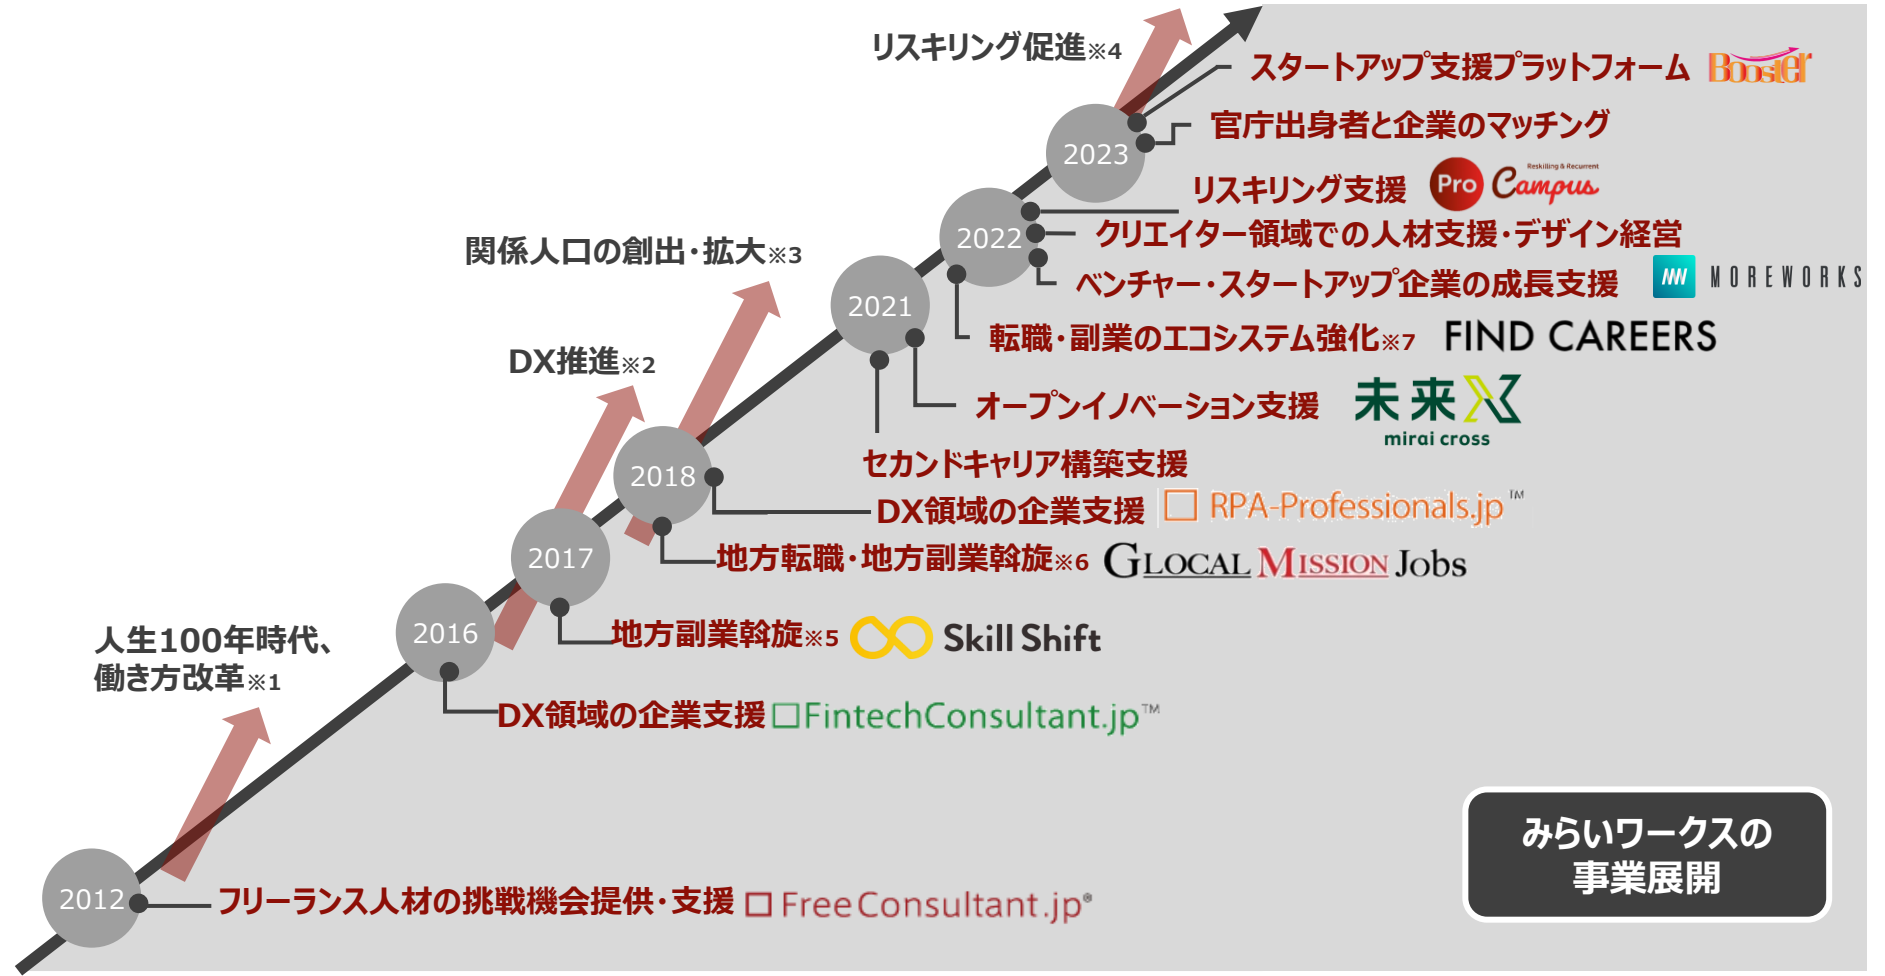 リスキリング促進※4
スタートアップ支援プラットフォーム Booster
官庁出身者と企業のマッチング
2023
リスキリング支援 Pro Reskilling & Recurrent Campus
クリエイター領域での人材支援・デザイン経営
2022
ベンチャー・スタートアップ企業の成長支援 MOREWORKS
関係人口の創出・拡大※3
2021
転職・副業のエコシステム強化※7 FIND CAREERS
DX推進※2
オープンイノベーション支援 未来X
mirai cross
セカンドキャリア構築支援
2018
DX領域の企業支援 RPA-Professionals.jp™
地方転職・地方副業斡旋※6 GLOCAL MISSION Jobs
2017
地方副業斡旋※5 Skill Shift
2016
人生100年時代、
働き方改革※1
DX領域の企業支援 FintechConsultant.jp™
2012
フリーランス人材の挑戦機会提供・支援 FreeConsultant.jp®
みらいワークスの
事業展開